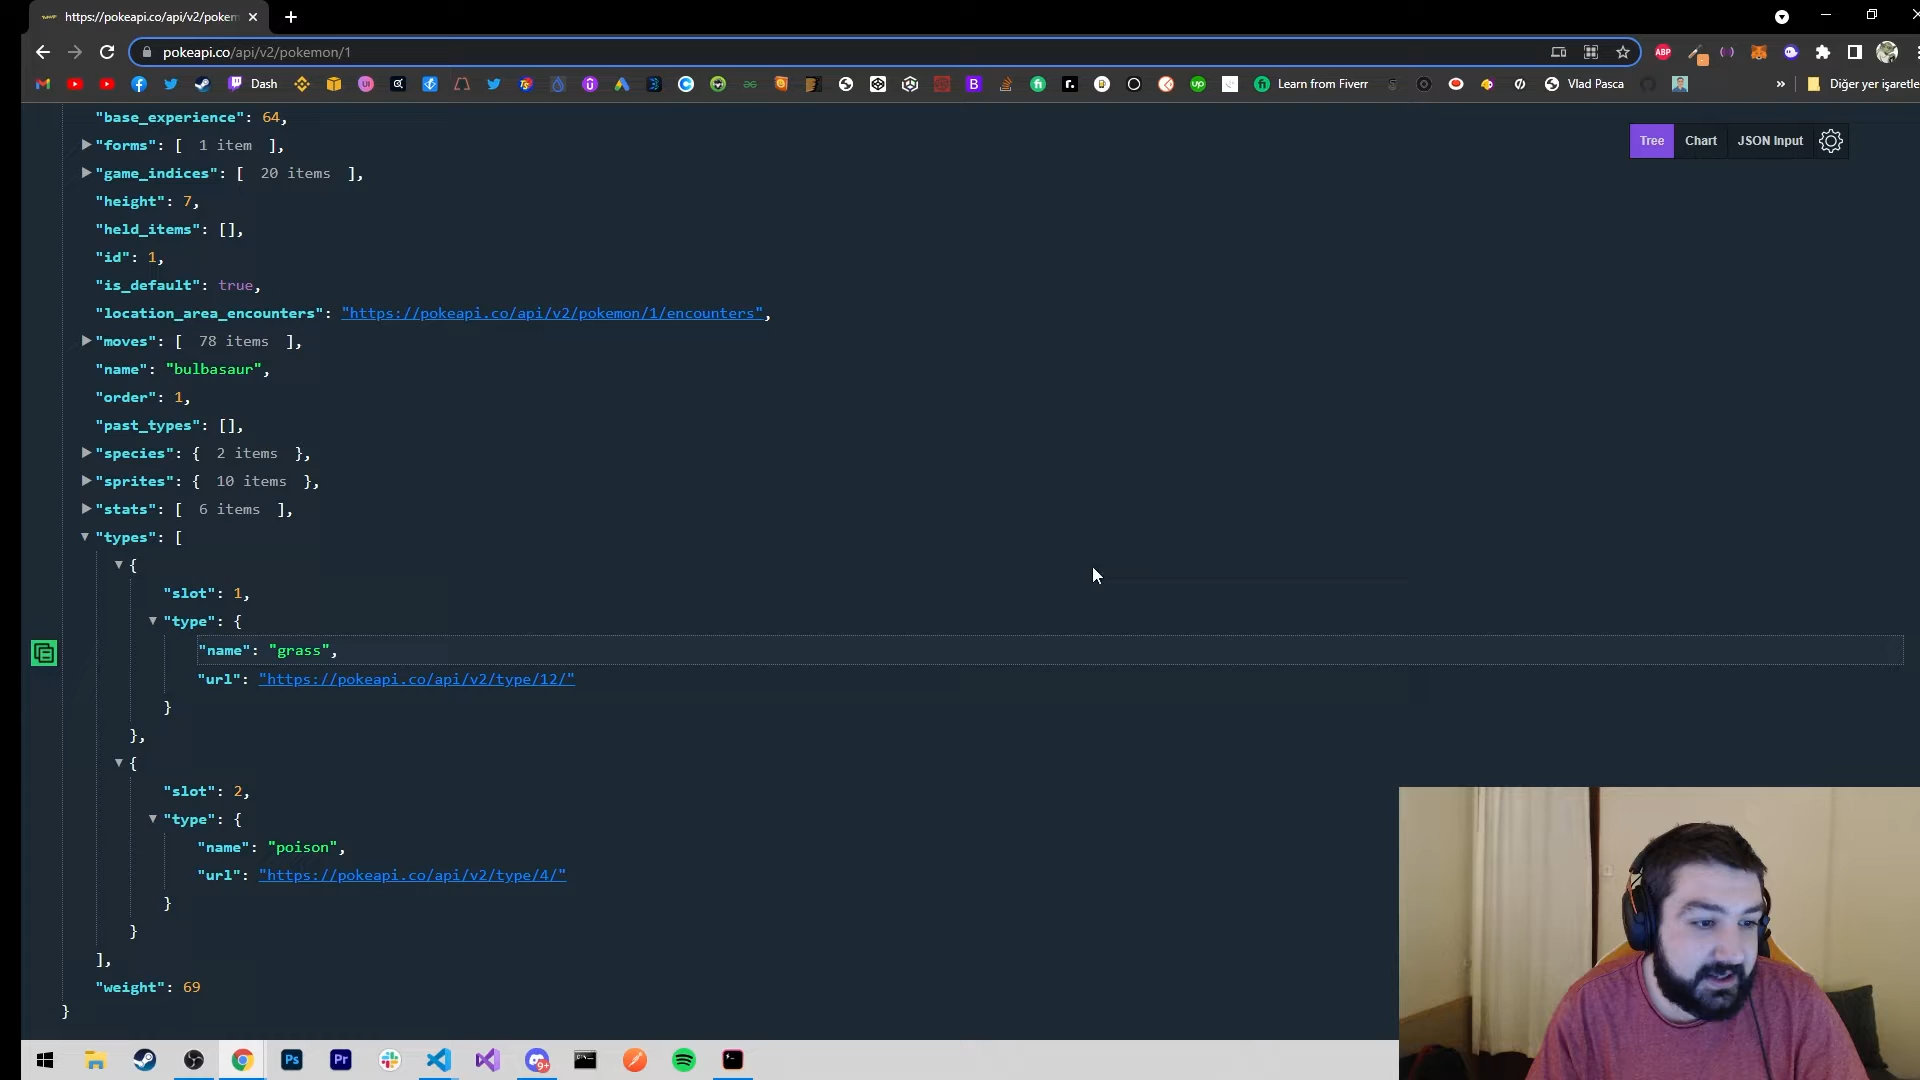 https://pokeapi.co/api/v2/pokem
pokeapi.co/api/v2/pokemon/1
ABP
Dash
Learn from Fiverr
Vlad Pasca
»
Diğer yer işaretle
"base_experience": 64,
"forms": [ 1 item ],
"game_indices": [ 20 items ],
"height": 7,
"held_items": [],
"id": 1,
"is_default": true,
"location_area_encounters": "https://pokeapi.co/api/v2/pokemon/1/encounters",
"moves": [ 78 items ],
"name": "bulbasaur",
"order": 1,
"past_types": [],
"species": { 2 items },
"sprites": { 10 items },
"stats": [ 6 items ],
"types": [
{
"slot": 1,
"type": {
"name": "grass",
"url": "https://pokeapi.co/api/v2/type/12/"
}
},
{
"slot": 2,
"type": {
"name": "poison",
"url": "https://pokeapi.co/api/v2/type/4/"
}
}
],
"weight": 69
}
Tree
Chart
JSON Input
Ps
Pr
9+